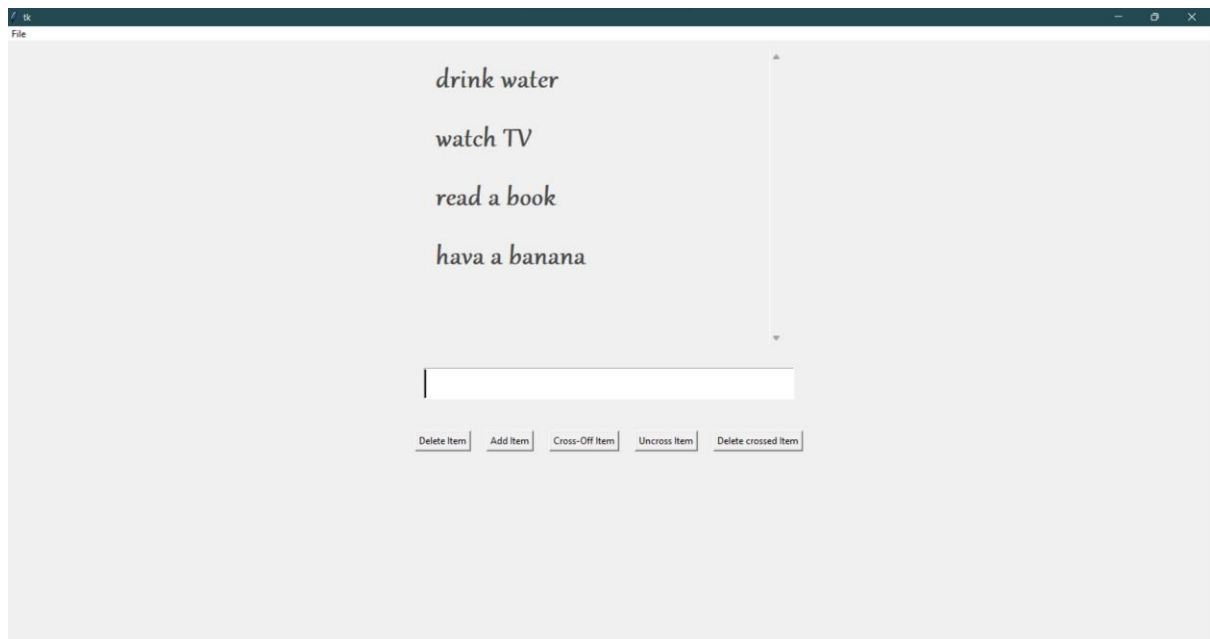 tk
File
drink water
watch TV
read a book
hava a banana
Delete Item Add Item Cross-Off Item Uncross Item Delete crossed Item